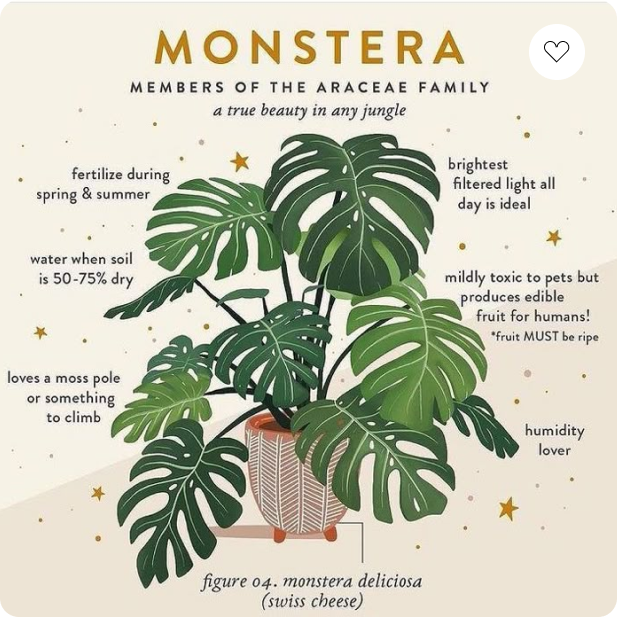 MONSTERA
MEMBERS OF THE ARACEAE FAMILY
a true beauty in any jungle
fertilize during
spring & summer
brightest
filtered light all
day is ideal
water when soil
is 50-75% dry
mildly toxic to pets but
produces edible
fruit for humans!
*fruit MUST be ripe
loves a moss pole
or something
to climb
humidity
lover
figure 04. monstera deliciosa
(swiss cheese)